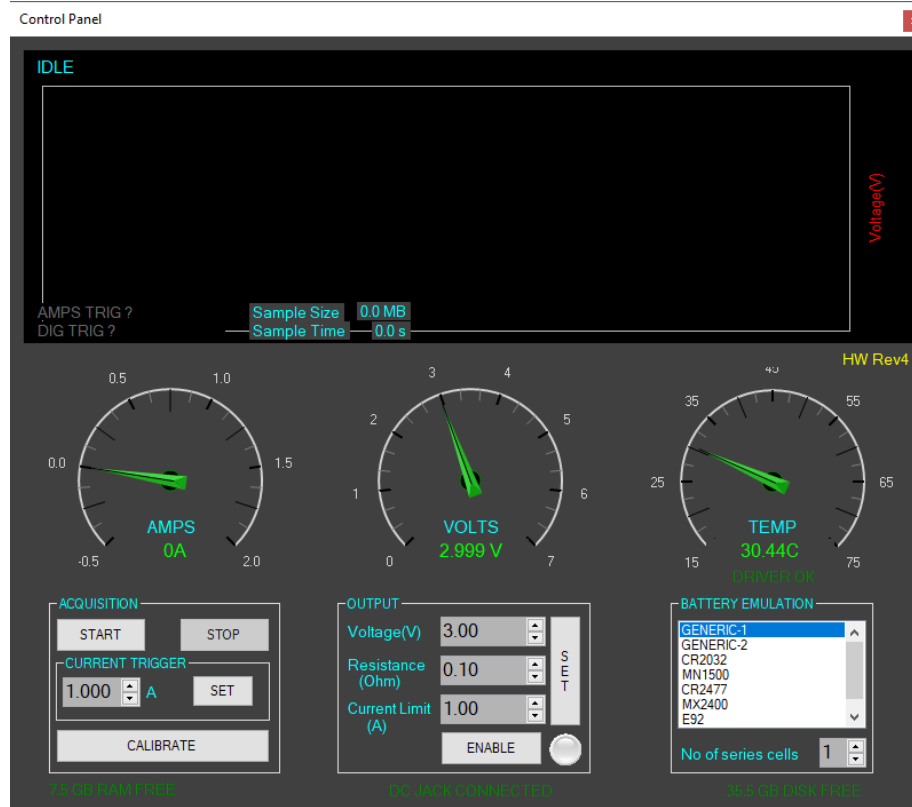 Control Panel
IDLE
Voltage(V)
AMPS TRIG ?
DIG TRIG ?
Sample Size 0.0 MB
Sample Time 0.0 s
HW Rev4
-0.5 0.0 0.5 1.0 1.5 2.0
AMPS
0A
0 1 2 3 4 5 6 7
VOLTS
2.999 V
15 25 35 45 55 65 75
TEMP
30.44C
DRIVER OK
ACQUISITION
START STOP
CURRENT TRIGGER
1.000 A SET
CALIBRATE
OUTPUT
Voltage(V) 3.00
Resistance
(Ohm) 0.10
Current Limit
(A) 1.00
SET
ENABLE
BATTERY EMULATION
GENERIC-1
GENERIC-2
CR2032
MN1500
CR2477
MX2400
E92
No of series cells 1
7.5 GB RAM FREE
DC JACK CONNECTED
35.5 GB DISK FREE